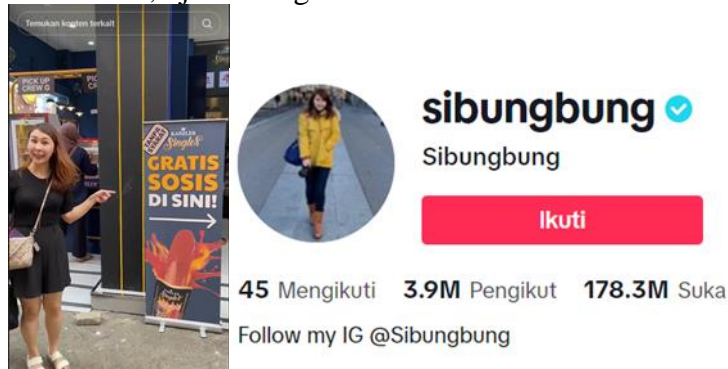 Temukan konten terkait
PICK UP
CREW G
KANZLER
Singles
GRATIS
SOSIS
DI SINI!
sibungbung
Sibungbung
Ikuti
45 Mengikuti 3.9M Pengikut 178.3M Suka
Follow my IG @Sibungbung